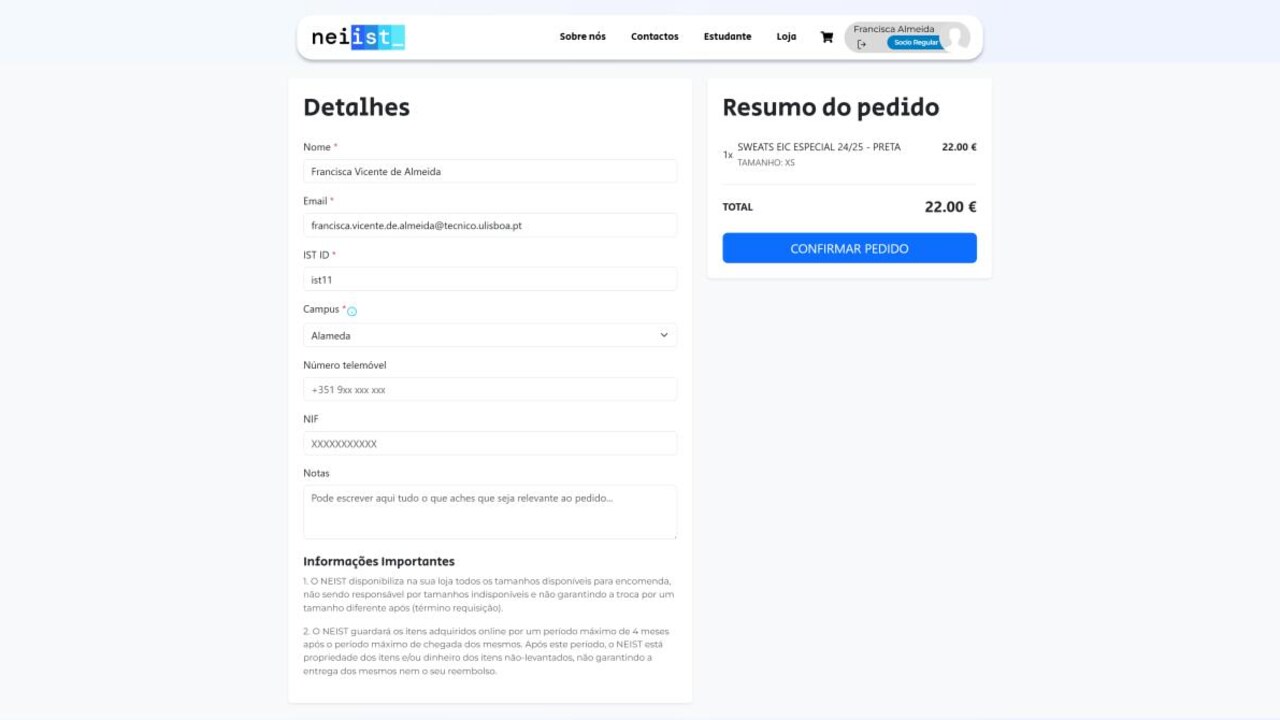 neiist_
Sobre nós
Contactos
Estudante
Loja
Francisca Almeida
Socio Regular
Detalhes
Nome *
Francisca Vicente de Almeida
Email *
francisca.vicente.de.almeida@tecnico.ulisboa.pt
IST ID *
ist11
Campus *
Alameda
Número telemóvel
+351 9xx xxx xxx
NIF
XXXXXXXXXXX
Notas
Pode escrever aqui tudo o que aches que seja relevante ao pedido...
Informações Importantes
1. O NEIST disponibiliza na sua loja todos os tamanhos disponíveis para encomenda,
não sendo responsável por tamanhos indisponíveis e não garantindo a troca por um
tamanho diferente após (término requisição).
2. O NEIST guardará os itens adquiridos online por um período máximo de 4 meses
após o período máximo de chegada dos mesmos. Após este período, o NEIST está
propriedade dos itens e/ou dinheiro dos itens não-levantados, não garantindo a
entrega dos mesmos nem o seu reembolso.
Resumo do pedido
1x SWEATS EIC ESPECIAL 24/25 - PRETA 22.00 €
TAMANHO: XS
TOTAL 22.00 €
CONFIRMAR PEDIDO